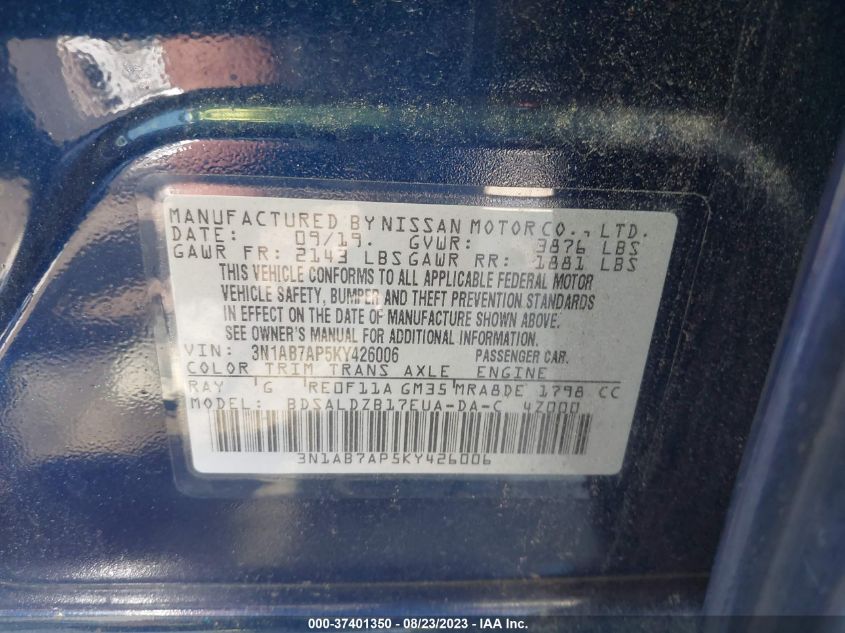 MANUFACTURED BY NISSAN MOTOR CO., LTD.
DATE: 09/19. GVWR: 3876 LBS
GAWR FR: 2143 LBS GAWR RR: 1881 LBS
THIS VEHICLE CONFORMS TO ALL APPLICABLE FEDERAL MOTOR
VEHICLE SAFETY, BUMPER AND THEFT PREVENTION STANDARDS
IN EFFECT ON THE DATE OF MANUFACTURE SHOWN ABOVE.
SEE OWNER'S MANUAL FOR ADDITIONAL INFORMATION.
VIN: 3N1AB7AP5KY426006 PASSENGER CAR.
COLOR TRIM TRANS AXLE ENGINE
RAY G RE0F11A GM35 MRA8DE 1798 CC
MODEL: BDSALDZB17EUA-DA-C 4Z000
3N1AB7AP5KY426006
000-37401350 - 08/23/2023 - IAA Inc.